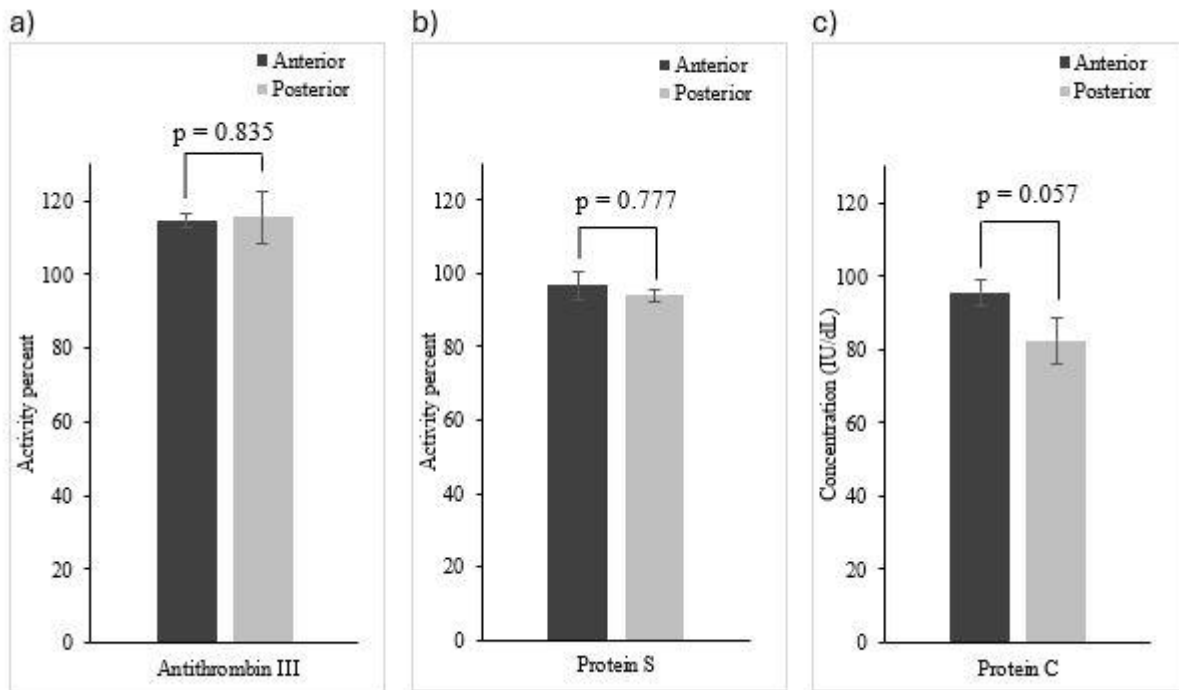 a)
Anterior
Posterior
p = 0.835
Activity percent
120
100
80
60
40
20
0
Antithrombin III
b)
Anterior
Posterior
p = 0.777
Activity percent
120
100
80
60
40
20
0
Protein S
c)
Anterior
Posterior
p = 0.057
Concentration (IU/dL)
120
100
80
60
40
20
0
Protein C